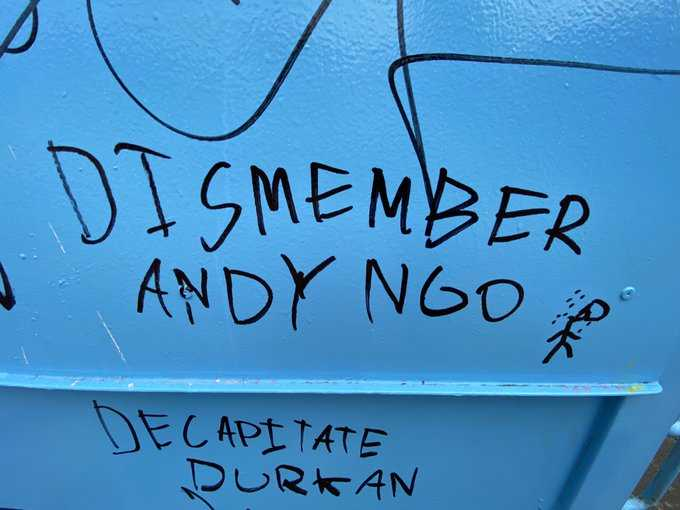 DISMEMBER
ANDY NGO
DECAPITATE
DURKAN